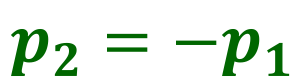 p₂ = −p₁